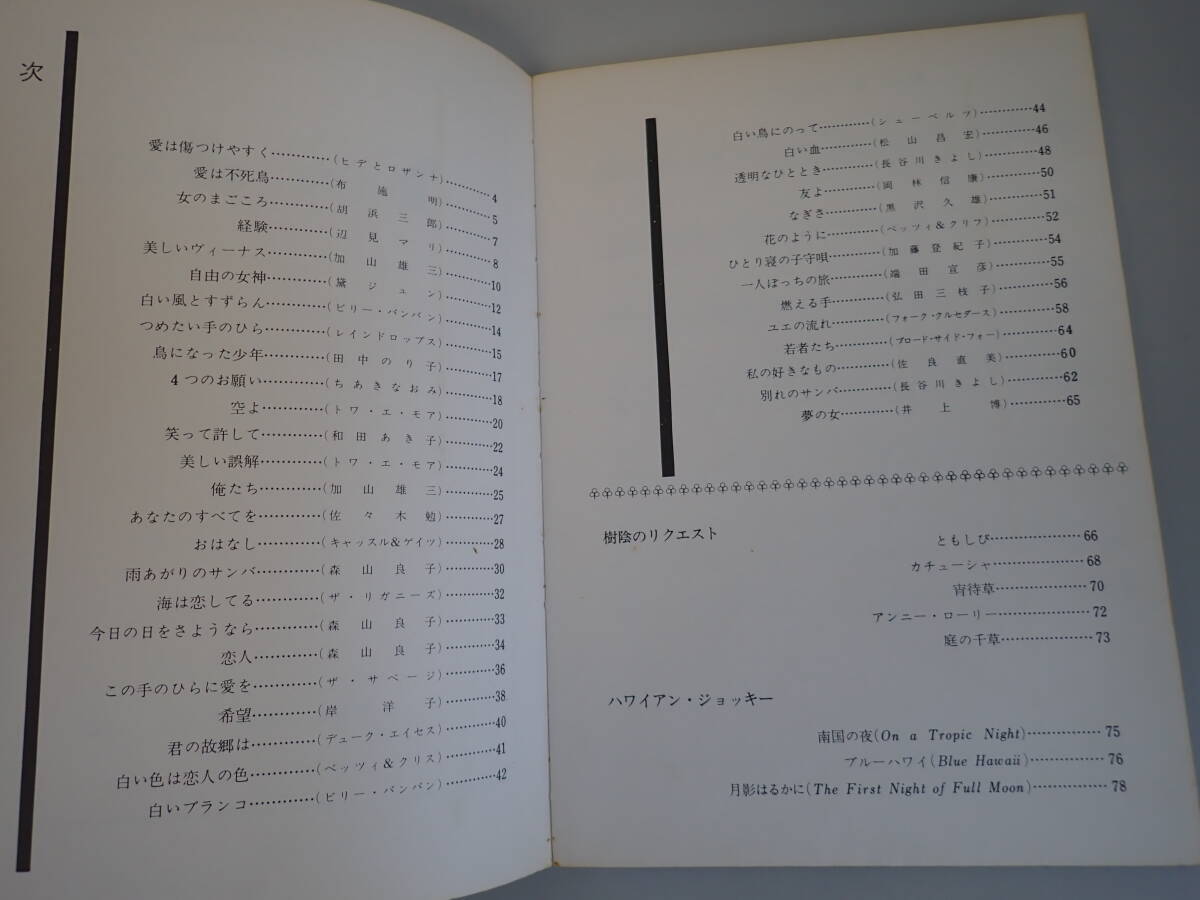 次
愛は傷つけやすく…………(ヒデとロザンナ)…………4
愛は不死鳥…………(布施明)…………5
女のまごころ…………(胡浜三郎)…………7
経験…………(辺見マリ)…………8
美しいヴィーナス…………(加山雄三)…………10
自由の女神…………(黛ジュン)…………12
白い風とすずらん…………(ビリー・バンバン)…………14
つめたい手のひら…………(レインドロップス)…………15
鳥になった少年…………(田中のり子)…………17
4つのお願い…………(ちあきなおみ)…………18
空よ…………(トワ・エ・モア)…………20
笑って許して…………(和田あき子)…………22
美しい誤解…………(トワ・エ・モア)…………24
俺たち…………(加山雄三)…………25
あなたのすべてを…………(佐々木勉)…………27
おはなし…………(キャッスル&ゲイツ)…………28
雨あがりのサンバ…………(森山良子)…………30
海は恋してる…………(ザ・リガニーズ)…………32
今日の日をさようなら…………(森山良子)…………33
恋人…………(森山良子)…………34
この手のひらに愛を…………(ザ・サベージ)…………36
希望…………(岸洋子)…………38
君の故郷は…………(デューク・エイセス)…………40
白い色は恋人の色…………(ベッツィ&クリス)…………41
白いブランコ…………(ビリー・バンバン)…………42
白い鳥にのって…………(シューベルツ)…………44
白い血…………(松山昌宏)…………46
透明なひととき…………(長谷川きよし)…………48
友よ…………(岡林信康)…………50
なぎさ…………(黒沢久雄)…………51
花のように…………(ベッツィ&クリフ)…………52
ひとり寝の子守唄…………(加藤登紀子)…………54
一人ぼっちの旅…………(端田宣彦)…………55
燃える手…………(弘田三枝子)…………56
ユエの流れ…………(フォーク・クルセダース)…………58
若者たち…………(ブロード・サイド・フォー)…………64
私の好きなもの…………(佐良直美)…………60
別れのサンバ…………(長谷川きよし)…………62
夢の女…………(井上博)…………65
樹陰のリクエスト
ともしび…………66
カチューシャ…………68
宵待草…………70
アンニー・ローリー…………72
庭の千草…………73
ハワイアン・ジョッキー
南国の夜(On a Tropic Night)…………75
ブルーハワイ(Blue Hawaii)…………76
月影はるかに(The First Night of Full Moon)…………78